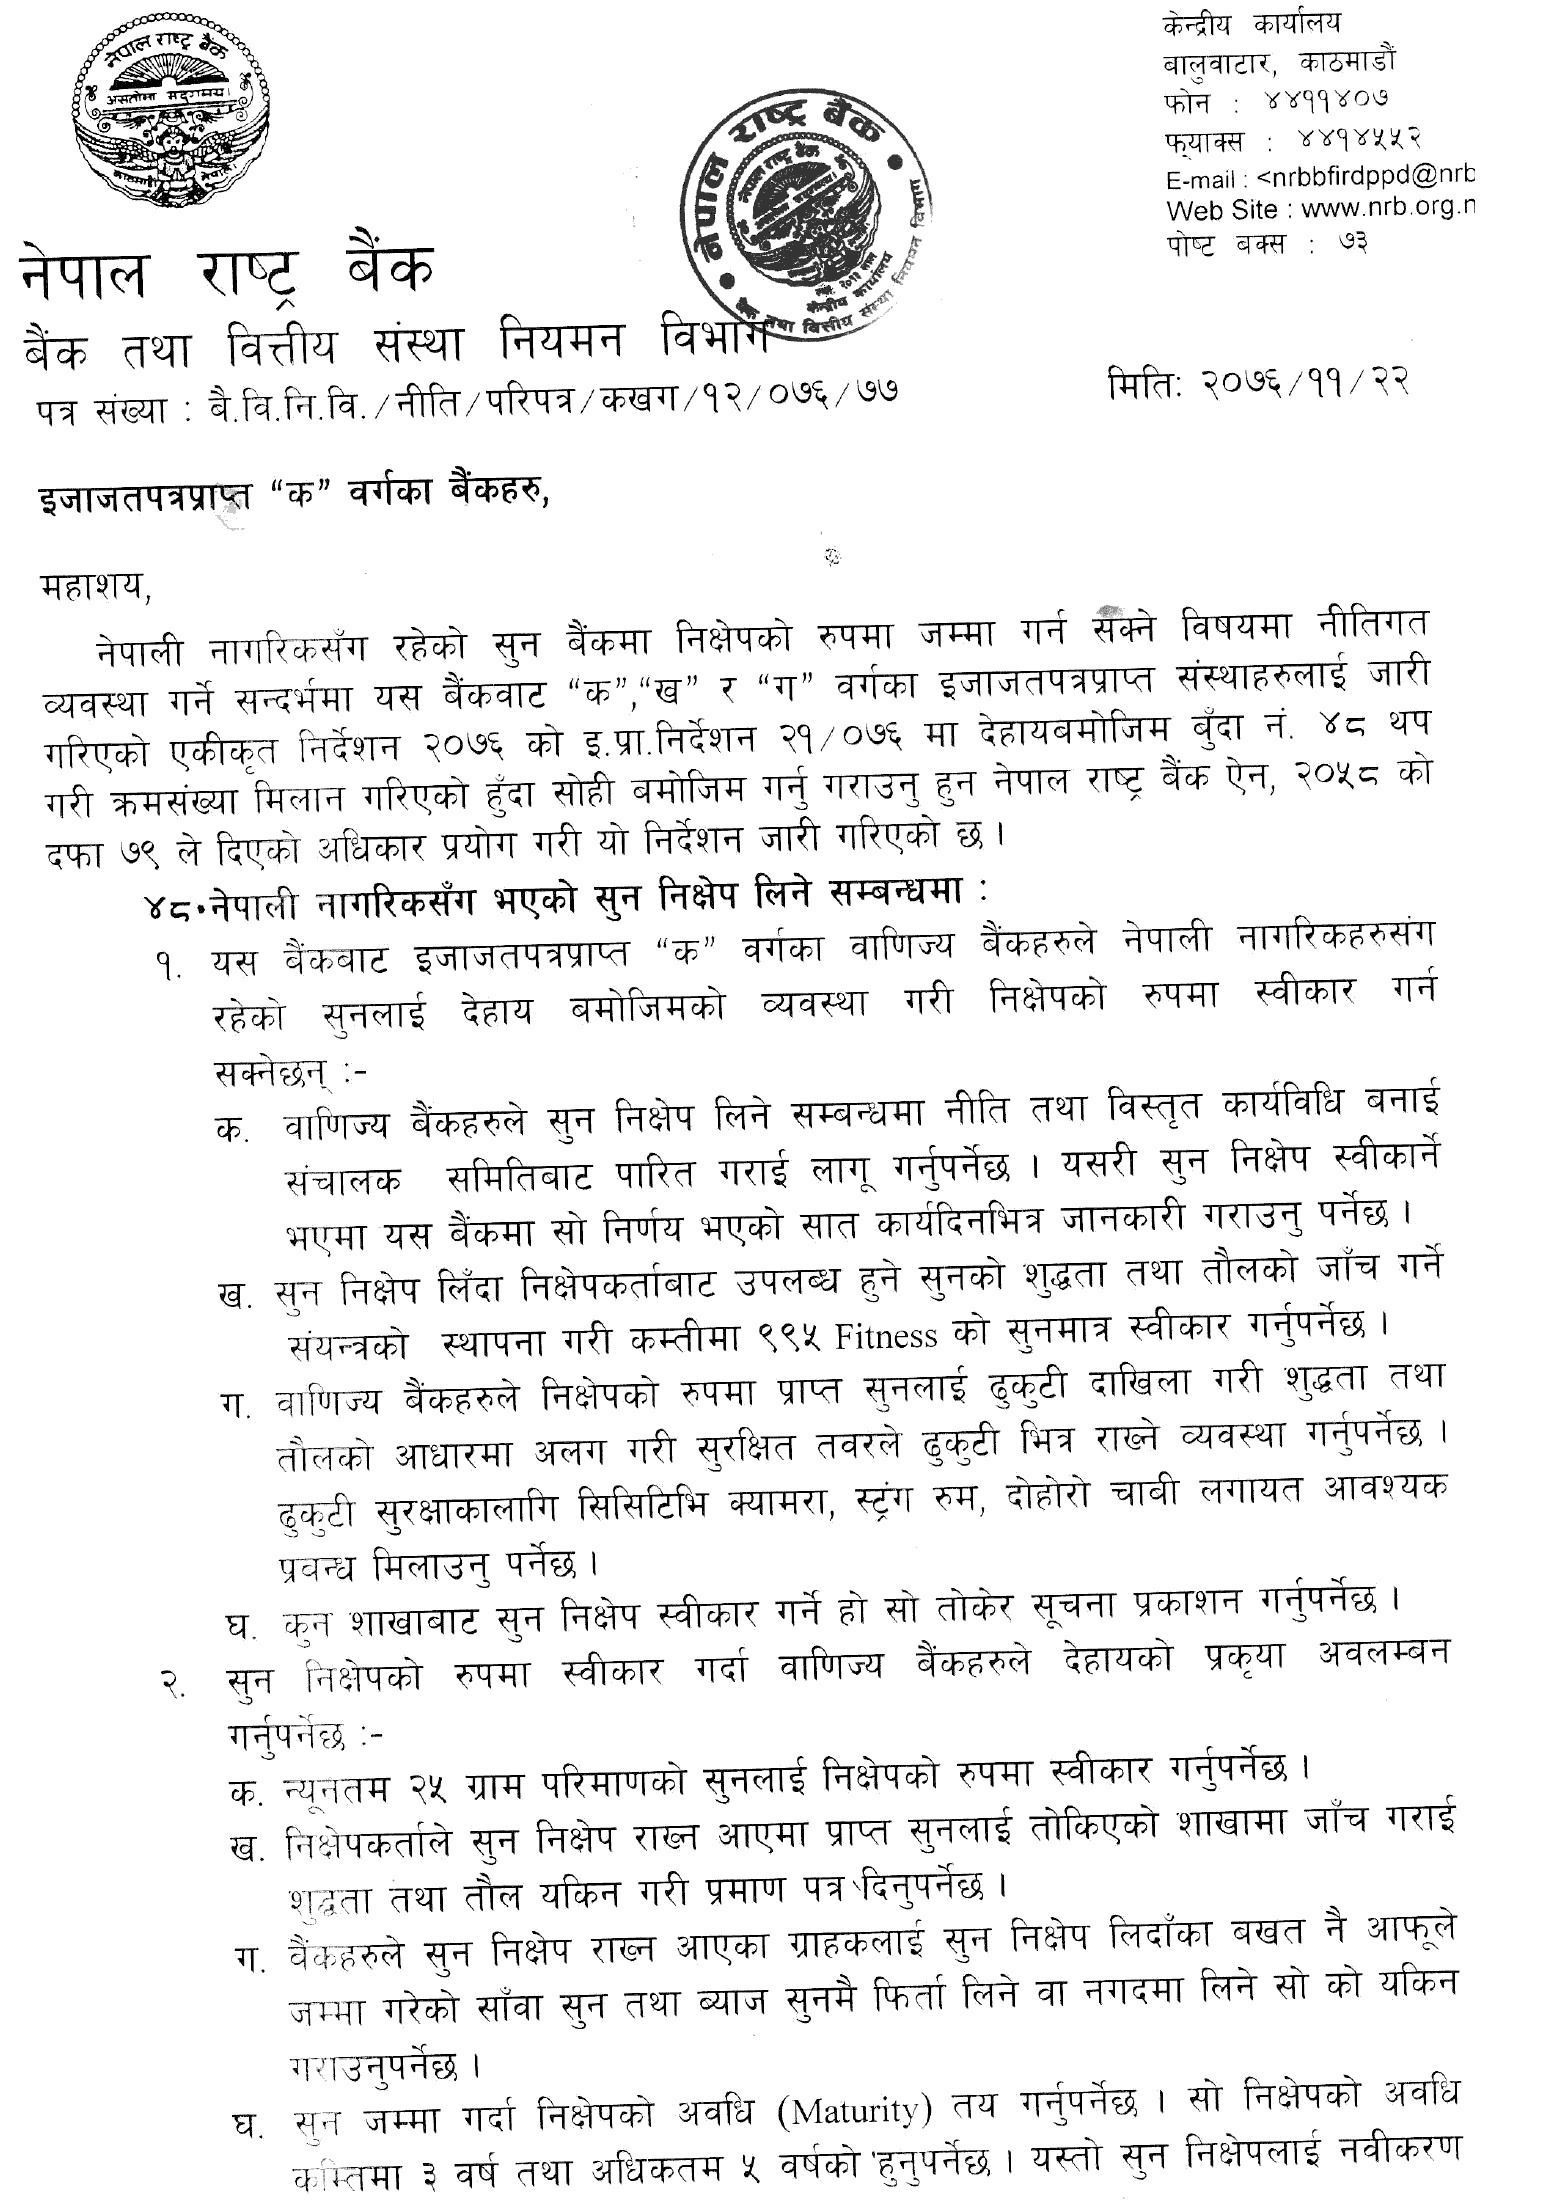 नेपाल राष्ट्र बैंक
असतोमा सद्गमय।
केन्द्रीय कार्यालय
बालुवाटार, काठमाडौं
फोन : ४४११४०७
फ्याक्स : ४४१४५५२
E-mail : <nrbbfirdppd@nrb
Web Site : www.nrb.org.n
पोष्ट बक्स : ७३
नेपाल राष्ट्र बैंक
केन्द्रीय कार्यालय
बैंक तथा वित्तीय संस्था नियमन विभाग
नेपाल राष्ट्र बैंक
बैंक तथा वित्तीय संस्था नियमन विभाग
पत्र संख्या : बै.वि.नि.वि./नीति/परिपत्र/कखग/१२/०७६/७७
मिति: २०७६/११/२२
इजाजतपत्रप्राप्त “क” वर्गका बैंकहरु,
महाशय,
नेपाली नागरिकसँग रहेको सुन बैंकमा निक्षेपको रुपमा जम्मा गर्न सक्ने विषयमा नीतिगत
व्यवस्था गर्ने सन्दर्भमा यस बैंकवाट “क”,“ख” र “ग” वर्गका इजाजतपत्रप्राप्त संस्थाहरुलाई जारी
गरिएको एकीकृत निर्देशन २०७६ को इ.प्रा.निर्देशन २१/०७६ मा देहायबमोजिम बुँदा नं. ४८ थप
गरी क्रमसंख्या मिलान गरिएको हुँदा सोही बमोजिम गर्नु गराउनु हुन नेपाल राष्ट्र बैंक ऐन, २०५८ को
दफा ७९ ले दिएको अधिकार प्रयोग गरी यो निर्देशन जारी गरिएको छ ।
४८.नेपाली नागरिकसँग भएको सुन निक्षेप लिने सम्बन्धमा :
१. यस बैंकबाट इजाजतपत्रप्राप्त “क” वर्गका वाणिज्य बैंकहरुले नेपाली नागरिकहरुसंग
रहेको सुनलाई देहाय बमोजिमको व्यवस्था गरी निक्षेपको रुपमा स्वीकार गर्न
सक्नेछन् :-
क. वाणिज्य बैंकहरुले सुन निक्षेप लिने सम्बन्धमा नीति तथा विस्तृत कार्यविधि बनाई
संचालक समितिबाट पारित गराई लागू गर्नुपर्नेछ । यसरी सुन निक्षेप स्वीकार्ने
भएमा यस बैंकमा सो निर्णय भएको सात कार्यदिनभित्र जानकारी गराउनु पर्नेछ ।
ख. सुन निक्षेप लिँदा निक्षेपकर्ताबाट उपलब्ध हुने सुनको शुद्धता तथा तौलको जाँच गर्ने
संयन्त्रको स्थापना गरी कम्तीमा ९९५ Fitness को सुनमात्र स्वीकार गर्नुपर्नेछ ।
ग. वाणिज्य बैंकहरुले निक्षेपको रुपमा प्राप्त सुनलाई ढुकुटी दाखिला गरी शुद्धता तथा
तौलको आधारमा अलग गरी सुरक्षित तवरले ढुकुटी भित्र राख्ने व्यवस्था गर्नुपर्नेछ ।
ढुकुटी सुरक्षाकालागि सिसिटिभि क्यामरा, स्ट्रंग रुम, दोहोरो चाबी लगायत आवश्यक
प्रवन्ध मिलाउनु पर्नेछ ।
घ. कुन शाखाबाट सुन निक्षेप स्वीकार गर्ने हो सो तोकेर सूचना प्रकाशन गर्नुपर्नेछ ।
२. सुन निक्षेपको रुपमा स्वीकार गर्दा वाणिज्य बैंकहरुले देहायको प्रकृया अवलम्बन
गर्नुपर्नेछ :-
क. न्यूनतम २५ ग्राम परिमाणको सुनलाई निक्षेपको रुपमा स्वीकार गर्नुपर्नेछ ।
ख. निक्षेपकर्ताले सुन निक्षेप राख्न आएमा प्राप्त सुनलाई तोकिएको शाखामा जाँच गराई
शुद्धता तथा तौल यकिन गरी प्रमाण पत्र दिनुपर्नेछ ।
ग. वैंकहरुले सुन निक्षेप राख्न आएका ग्राहकलाई सुन निक्षेप लिदाँका बखत नै आफूले
जम्मा गरेको साँवा सुन तथा ब्याज सुनमै फिर्ता लिने वा नगदमा लिने सो को यकिन
गराउनुपर्नेछ ।
घ. सुन जम्मा गर्दा निक्षेपको अवधि (Maturity) तय गर्नुपर्नेछ । सो निक्षेपको अवधि
कम्तिमा ३ वर्ष तथा अधिकतम ५ वर्षको हुनुपर्नेछ । यस्तो सुन निक्षेपलाई नवीकरण